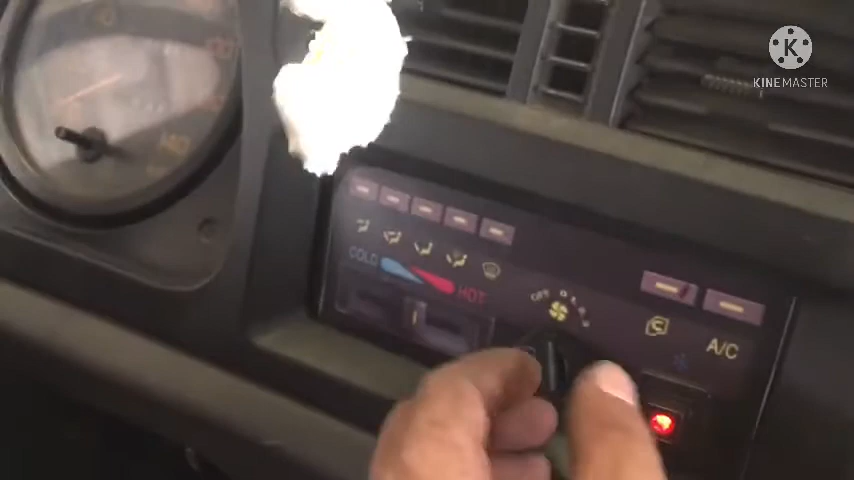 K
KINEMASTER
COLD
HOT
OFF
A/C